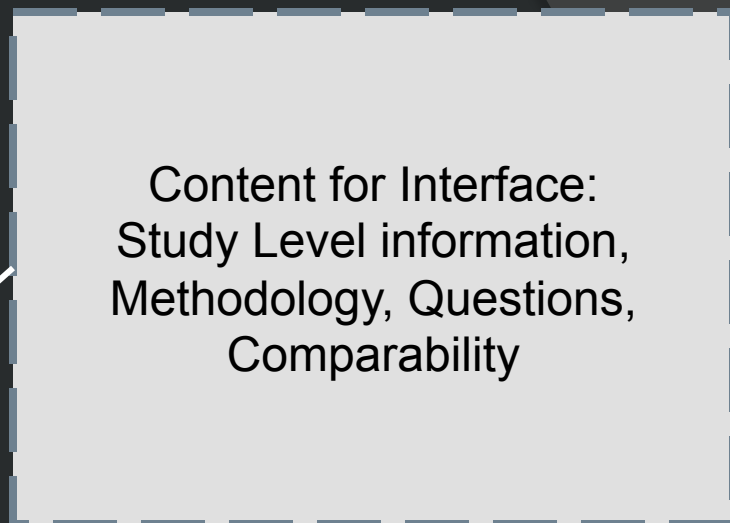 Content for Interface:
Study Level information,
Methodology, Questions,
Comparability